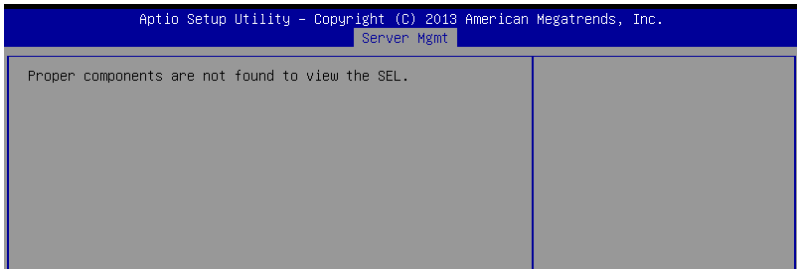 Aptio Setup Utility – Copyright (C) 2013 American Megatrends, Inc.
Server Mgmt
Proper components are not found to view the SEL.